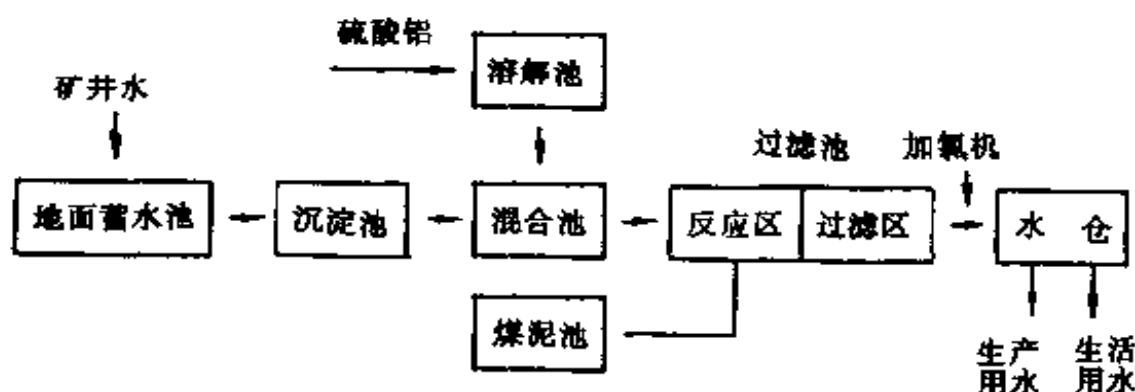 硫酸铝
溶解池
矿井水
过滤池
加氯机
地面蓄水池
沉淀池
混合池
反应区
过滤区
水 仓
煤泥池
生产
用水
生活
用水